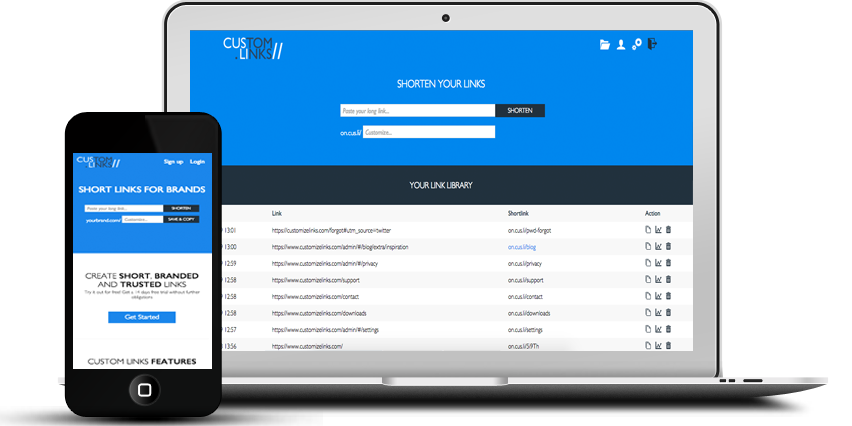 CUSTOM
.LINKS//
SHORTEN YOUR LINKS
Paste your long link...
SHORTEN
on.cus.li/ Customize...
YOUR LINK LIBRARY
Link Shortlink Action
13:01 https://customizelinks.com/forgot#utm_source=twitter on.cus.li/pwd-forgot
13:00 https://www.customizelinks.com/admin/#/blog/extra/inspiration on.cus.li/blog
12:59 https://www.customizelinks.com/admin/#/privacy on.cus.li/privacy
12:58 https://www.customizelinks.com/support on.cus.li/support
12:58 https://www.customizelinks.com/contact on.cus.li/contact
12:58 https://www.customizelinks.com/downloads on.cus.li/downloads
12:57 https://www.customizelinks.com/admin/#/settings on.cus.li/settings
13:56 https://www.customizelinks.com/ on.cus.li/5i9Th
CUSTOM
LINKS//
Sign up Login
SHORT LINKS FOR BRANDS
Paste your long link... SHORTEN
yourbrand.com/ Customize... SAVE & COPY
CREATE SHORT, BRANDED
AND TRUSTED LINKS
Try it out for free! Get a days free trial without further
obligations.
Get Started
CUSTOM LINKS FEATURES